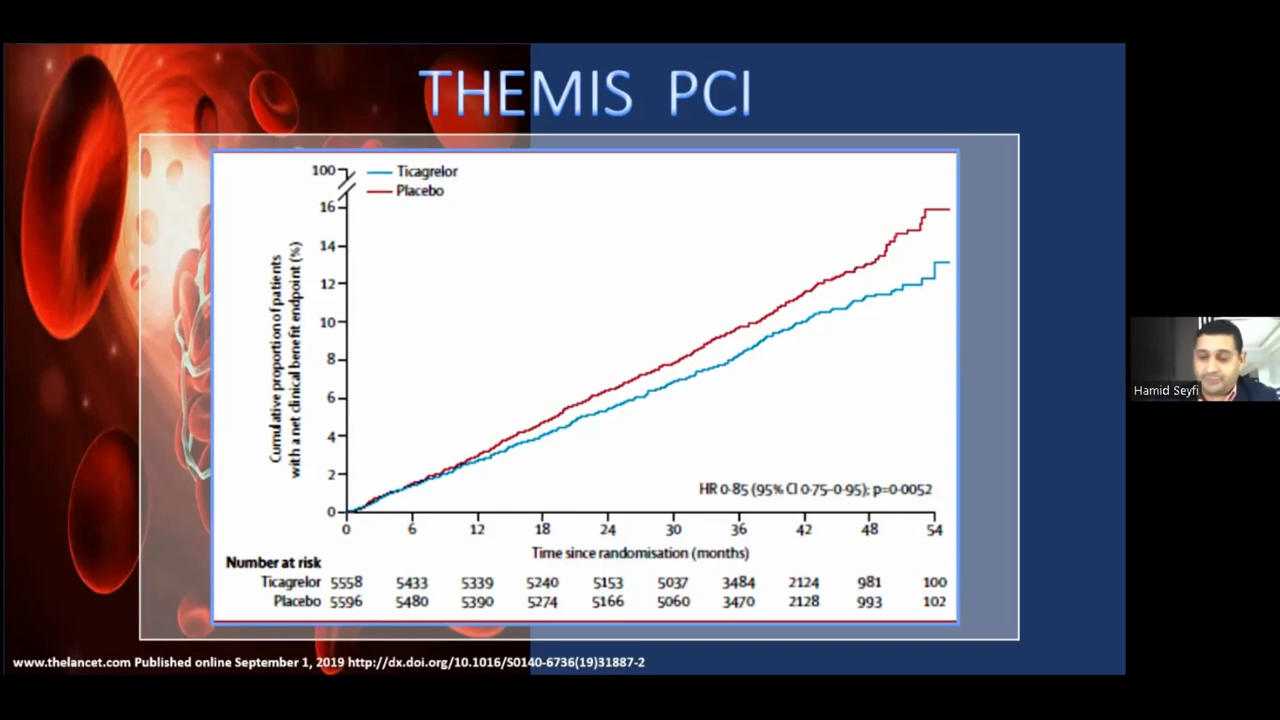 THEMIS PCI
100
Ticagrelor
Placebo
16
14
12
10
8
6
4
2
0
Cumulative proportion of patients
with a net clinical benefit endpoint (%)
HR 0·85 (95% CI 0·75–0·95); p=0·0052
0 6 12 18 24 30 36 42 48 54
Time since randomisation (months)
Number at risk
Ticagrelor 5558 5433 5339 5240 5153 5037 3484 2124 981 100
Placebo 5596 5480 5390 5274 5166 5060 3470 2128 993 102
www.thelancet.com Published online September 1, 2019 http://dx.doi.org/10.1016/S0140-6736(19)31887-2
Hamid Seyfi